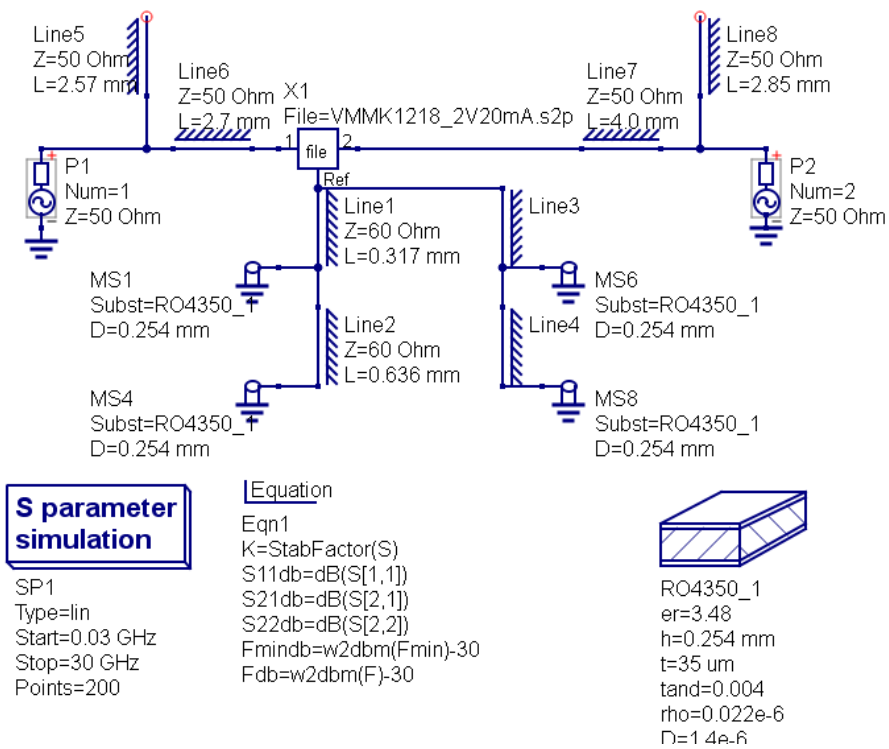 Line5
Z=50 Ohm
L=2.57 mm
Line6
Z=50 Ohm
L=2.7 mm
X1
File=VMMK1218_2V20mA.s2p
1
file
2
Ref
Line7
Z=50 Ohm
L=4.0 mm
Line8
Z=50 Ohm
L=2.85 mm
P1
Num=1
Z=50 Ohm
P2
Num=2
Z=50 Ohm
Line1
Z=60 Ohm
L=0.317 mm
Line3
MS1
Subst=RO4350_1
D=0.254 mm
MS6
Subst=RO4350_1
D=0.254 mm
Line2
Z=60 Ohm
L=0.636 mm
Line4
MS4
Subst=RO4350_1
D=0.254 mm
MS8
Subst=RO4350_1
D=0.254 mm
S parameter
simulation
SP1
Type=lin
Start=0.03 GHz
Stop=30 GHz
Points=200
Equation
Eqn1
K=StabFactor(S)
S11db=dB(S[1,1])
S21db=dB(S[2,1])
S22db=dB(S[2,2])
Fmindb=w2dbm(Fmin)-30
Fdb=w2dbm(F)-30
RO4350_1
er=3.48
h=0.254 mm
t=35 um
tand=0.004
rho=0.022e-6
D=1.4e-6